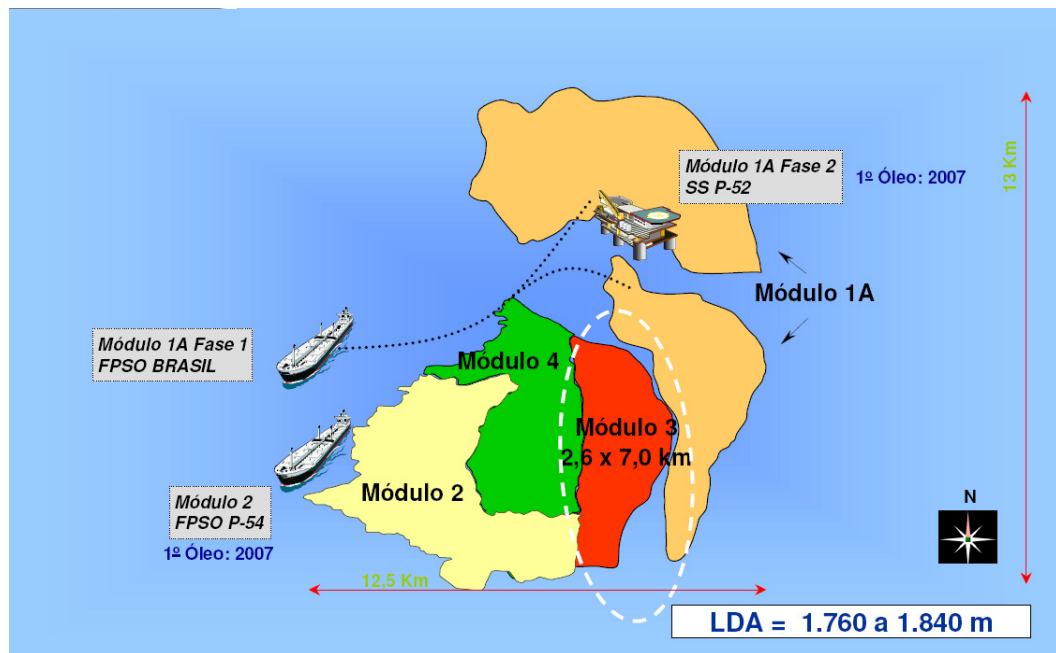 Módulo 1A Fase 2
SS P-52
1º Óleo: 2007
13 Km
Módulo 1A
Módulo 1A Fase 1
FPSO BRASIL
Módulo 4
Módulo 3
2,6 x 7,0 km
Módulo 2
Módulo 2
FPSO P-54
1º Óleo: 2007
N
12,5 Km
LDA = 1.760 a 1.840 m